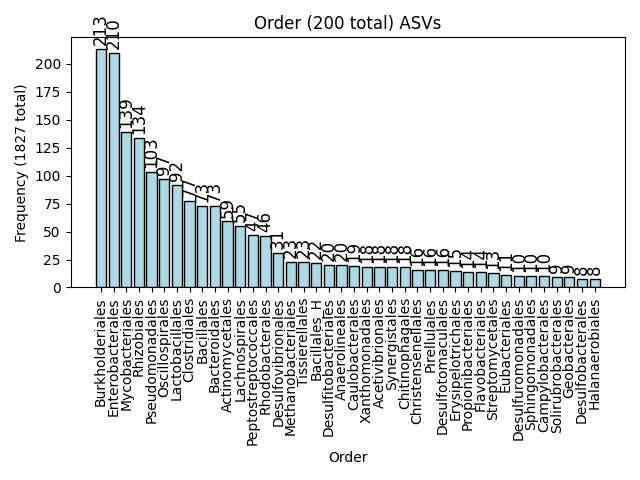 Order (200 total) ASVs
Frequency (1827 total)
200
175
150
125
100
75
50
25
0
213
210
139
134
103
97
92
77
73
73
59
55
47
46
31
23
23
22
20
20
19
18
18
18
18
16
16
16
15
14
14
13
11
10
10
10
9
9
8
8
Burkholderiales
Enterobacterales
Mycobacteriales
Rhizobiales
Pseudomonadales
Oscillospirales
Lactobacillales
Clostridiales
Bacillales
Bacteroidales
Actinomycetales
Lachnospirales
Peptostreptococcales
Rhodobacterales
Desulfovibrionales
Methanobacteriales
Tissierellales
Bacillales_H
Desulfitobacteriales
Anaerolineales
Caulobacterales
Xanthomonadales
Acetivibrionales
Synergistales
Chitinophagales
Christensenellales
Pirellulales
Desulfotomaculales
Erysipelotrichales
Propionibacteriales
Flavobacteriales
Streptomycetales
Eubacteriales
Desulfuromonadales
Sphingomonadales
Campylobacterales
Solirubrobacterales
Geobacterales
Desulfobacterales
Halanaerobiales
Order